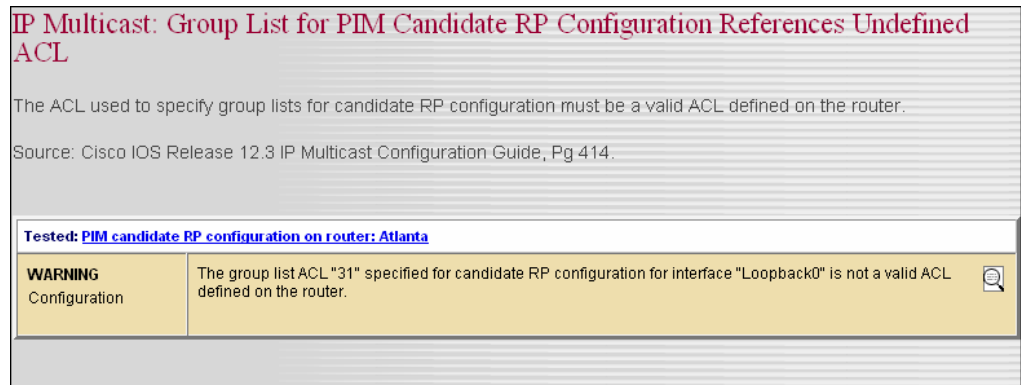 IP Multicast: Group List for PIM Candidate RP Configuration References Undefined
ACL
The ACL used to specify group lists for candidate RP configuration must be a valid ACL defined on the router.
Source: Cisco IOS Release 12.3 IP Multicast Configuration Guide, Pg 414.
Tested: PIM candidate RP configuration on router: Atlanta
WARNING
Configuration
The group list ACL "31" specified for candidate RP configuration for interface "Loopback0" is not a valid ACL
defined on the router.